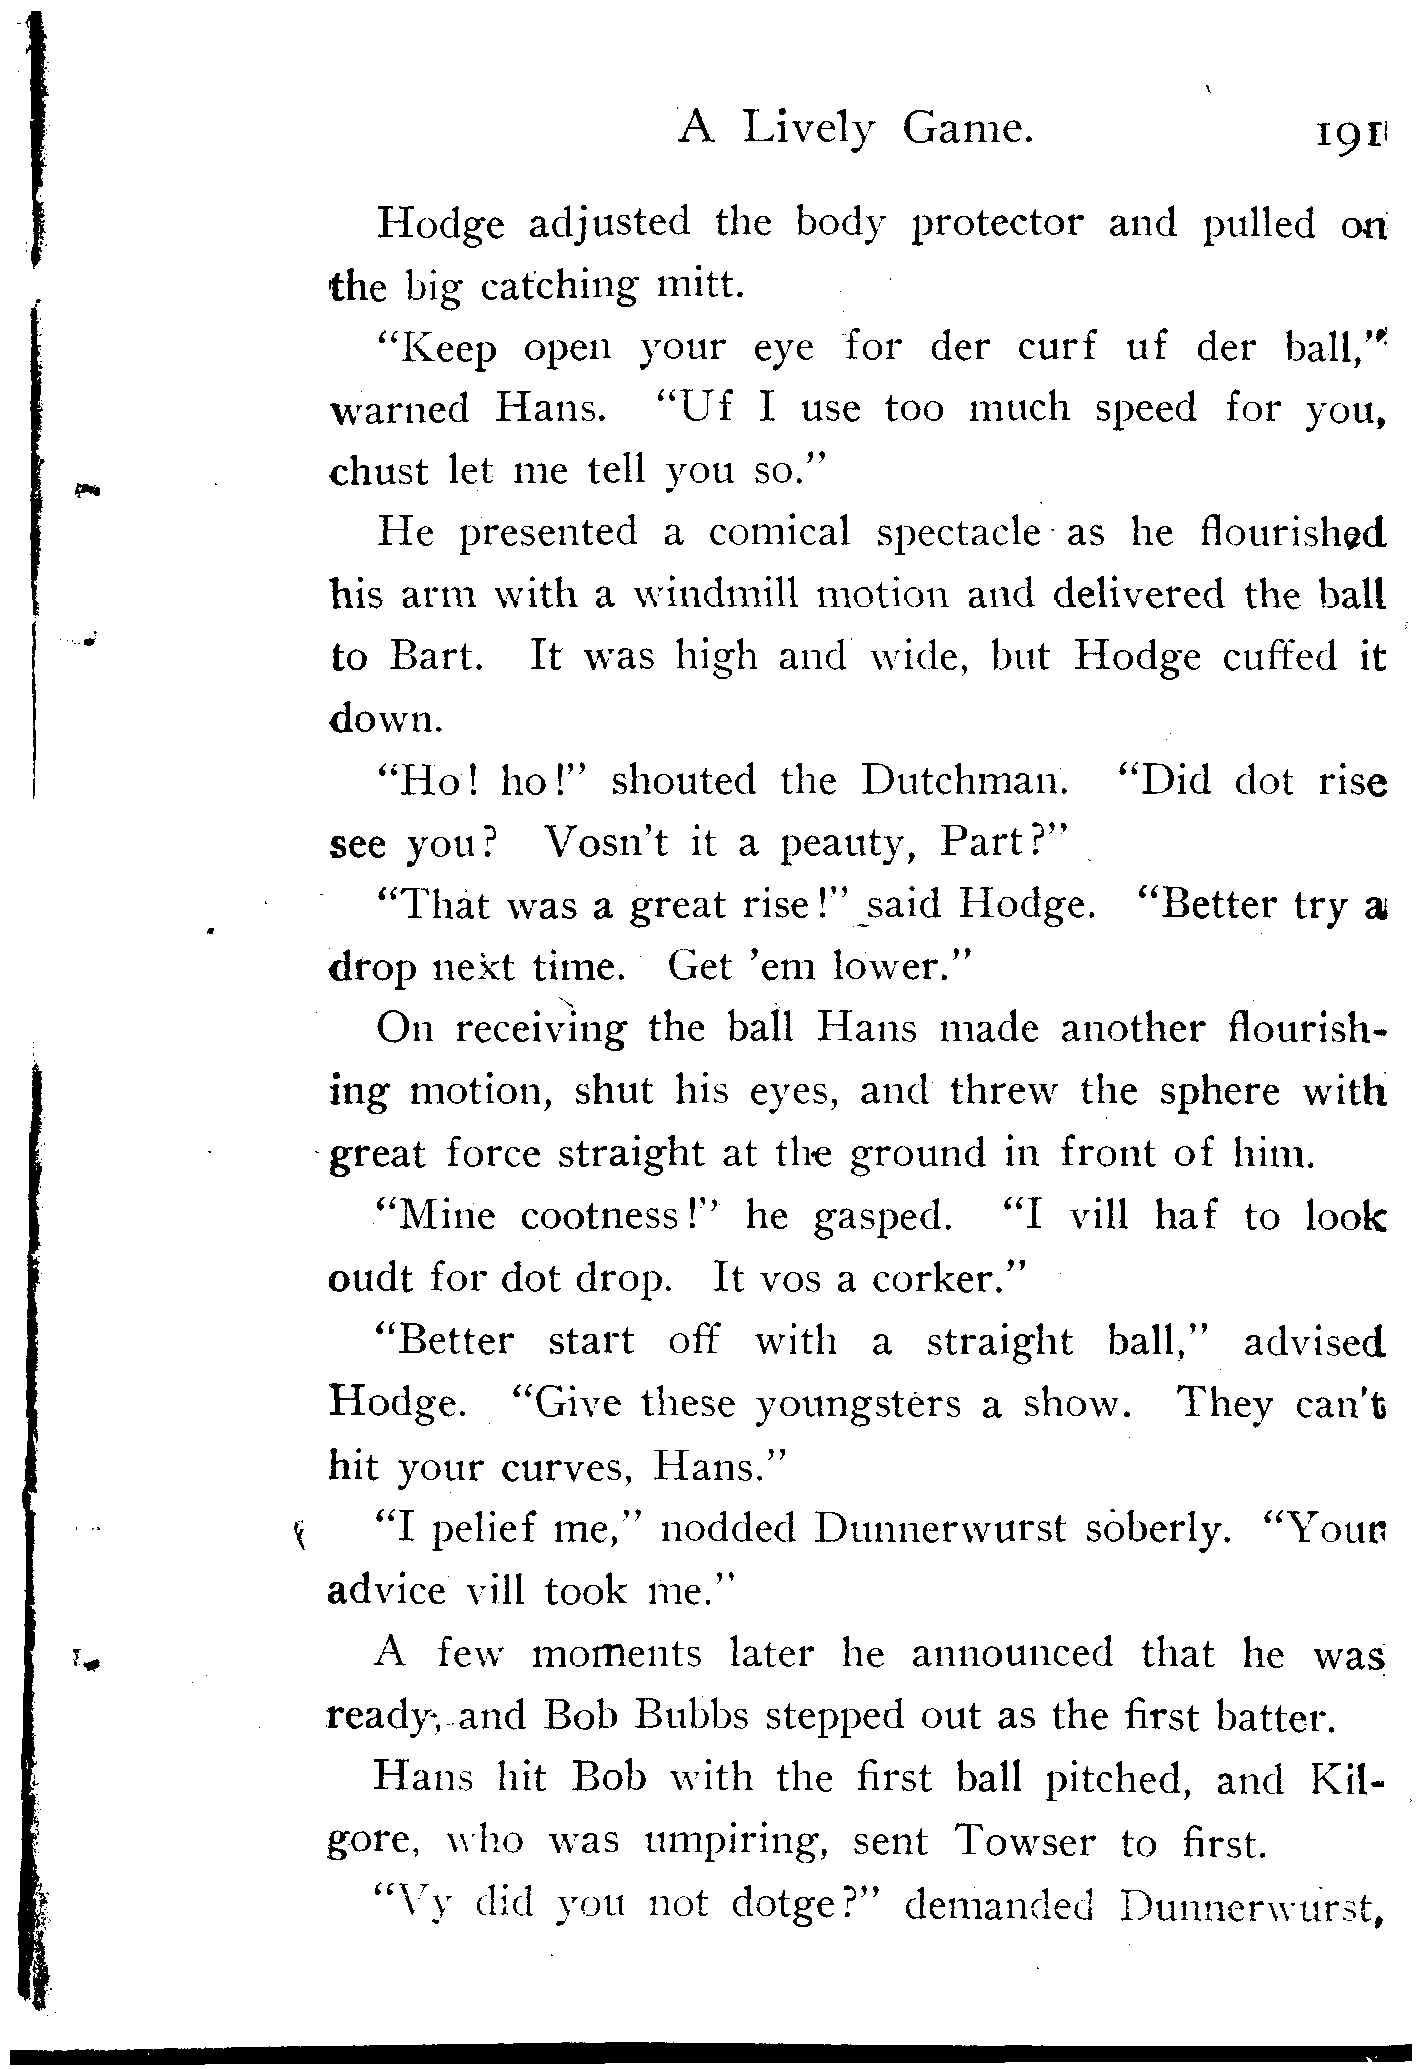 A Lively Game. 191
Hodge adjusted the body protector and pulled on
the big catching mitt.
“Keep open your eye for der curf uf der ball,”
warned Hans. “Uf I use too much speed for you,
chust let me tell you so.”
He presented a comical spectacle as he flourished
his arm with a windmill motion and delivered the ball
to Bart. It was high and wide, but Hodge cuffed it
down.
“Ho! ho!” shouted the Dutchman. “Did dot rise
see you? Vosn't it a peauty, Part?”
“That was a great rise!” said Hodge. “Better try a
drop next time. Get 'em lower.”
On receiving the ball Hans made another flourish-
ing motion, shut his eyes, and threw the sphere with
great force straight at the ground in front of him.
“Mine cootness!” he gasped. “I vill haf to look
oudt for dot drop. It vos a corker.”
“Better start off with a straight ball,” advised
Hodge. “Give these youngsters a show. They can't
hit your curves, Hans.”
“I pelief me,” nodded Dunnerwurst soberly. “Your
advice vill took me.”
A few moments later he announced that he was
ready, and Bob Bubbs stepped out as the first batter.
Hans hit Bob with the first ball pitched, and Kil-
gore, who was umpiring, sent Towser to first.
“Vy did you not dotge?” demanded Dunnerwurst,